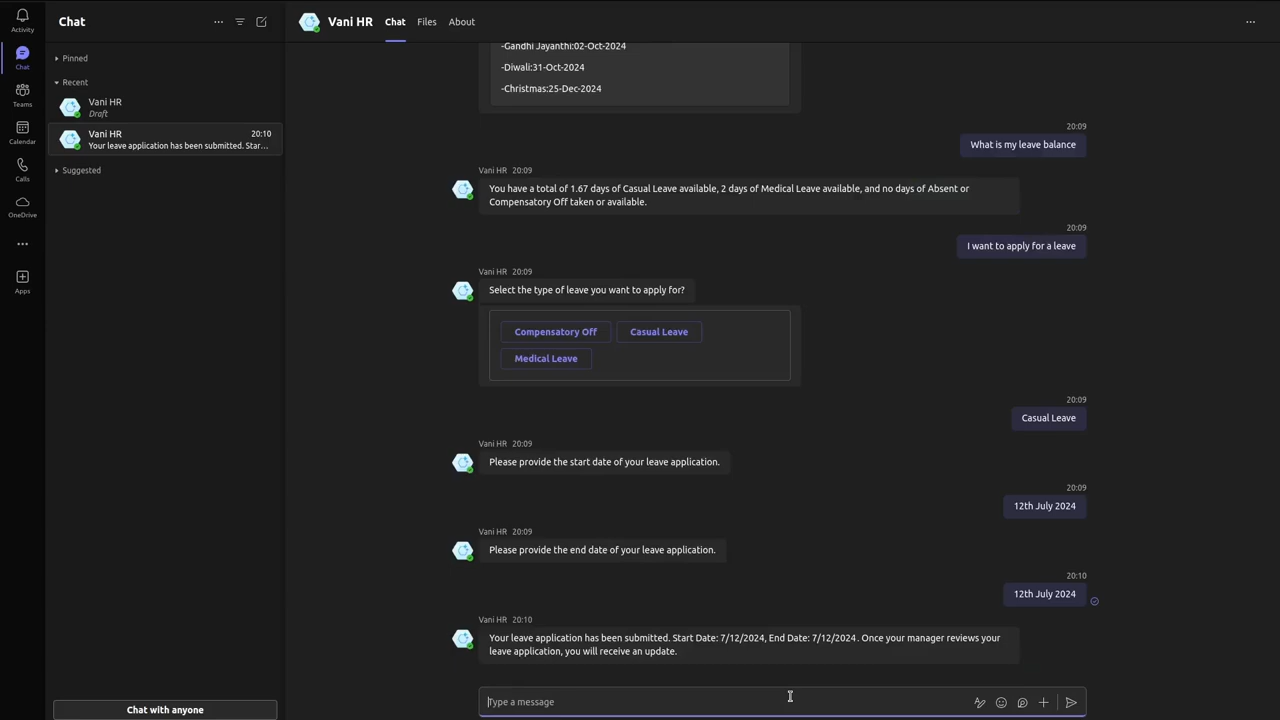 Activity
Chat
Teams
Calendar
Calls
OneDrive
Apps
Chat
Pinned
Recent
Vani HR
Draft
Vani HR 20:10
Your leave application has been submitted. Star...
Suggested
Chat with anyone
Vani HR Chat Files About
-Gandhi Jayanthi:02-Oct-2024
-Diwali:31-Oct-2024
-Christmas:25-Dec-2024
20:09
What is my leave balance
Vani HR 20:09
You have a total of 1.67 days of Casual Leave available, 2 days of Medical Leave available, and no days of Absent or
Compensatory Off taken or available.
20:09
I want to apply for a leave
Vani HR 20:09
Select the type of leave you want to apply for?
Compensatory Off Casual Leave
Medical Leave
20:09
Casual Leave
Vani HR 20:09
Please provide the start date of your leave application.
20:09
12th July 2024
Vani HR 20:09
Please provide the end date of your leave application.
20:10
12th July 2024
Vani HR 20:10
Your leave application has been submitted. Start Date: 7/12/2024, End Date: 7/12/2024. Once your manager reviews your
leave application, you will receive an update.
Type a message